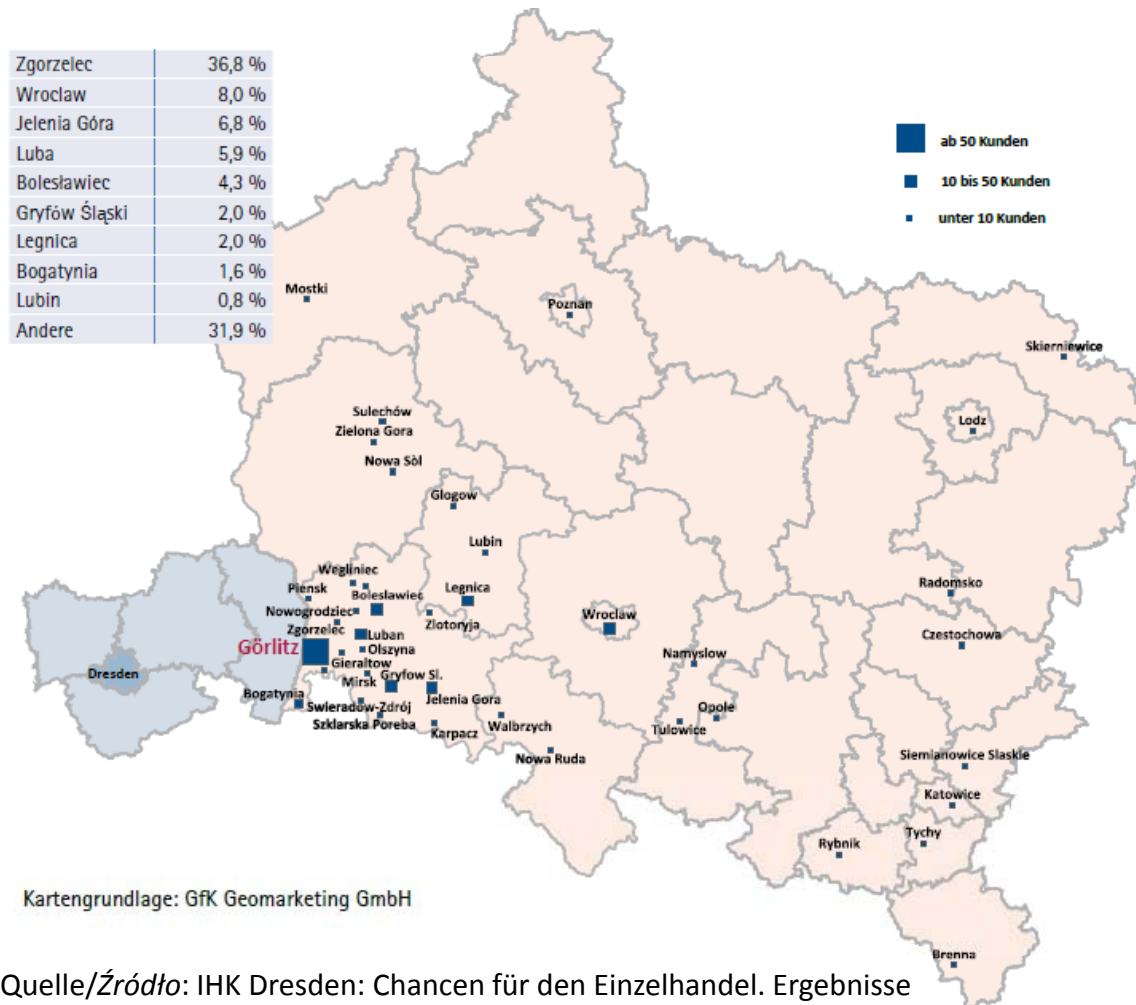 Zgorzelec 36,8 %
Wroclaw 8,0 %
Jelenia Góra 6,8 %
Luba 5,9 %
Bolesławiec 4,3 %
Gryfów Śląski 2,0 %
Legnica 2,0 %
Bogatynia 1,6 %
Lubin 0,8 %
Andere 31,9 %
ab 50 Kunden
10 bis 50 Kunden
unter 10 Kunden
Mostki
Poznan
Skierniewice
Sulechów
Zielona Gora
Lodz
Nowa Sòl
Glogow
Lubin
Wegliniec
Piensk
Bolesławiec
Legnica
Radomsko
Nowogrodziec
Zlotoryja
Wroclaw
Zgorzelec
Luban
Czestochowa
Görlitz
Olszyna
Gieraltow
Namyslow
Dresden
Mirsk
Gryfow Sl.
Bogatynia
Jelenia Gora
Swieradow-Zdrój
Szklarska Poreba
Karpacz
Walbrzych
Opole
Tulowice
Nowa Ruda
Siemianowice Slaskie
Katowice
Tychy
Rybnik
Brenna
Kartengrundlage: GfK Geomarketing GmbH
Quelle/Źródło: IHK Dresden: Chancen für den Einzelhandel. Ergebnisse